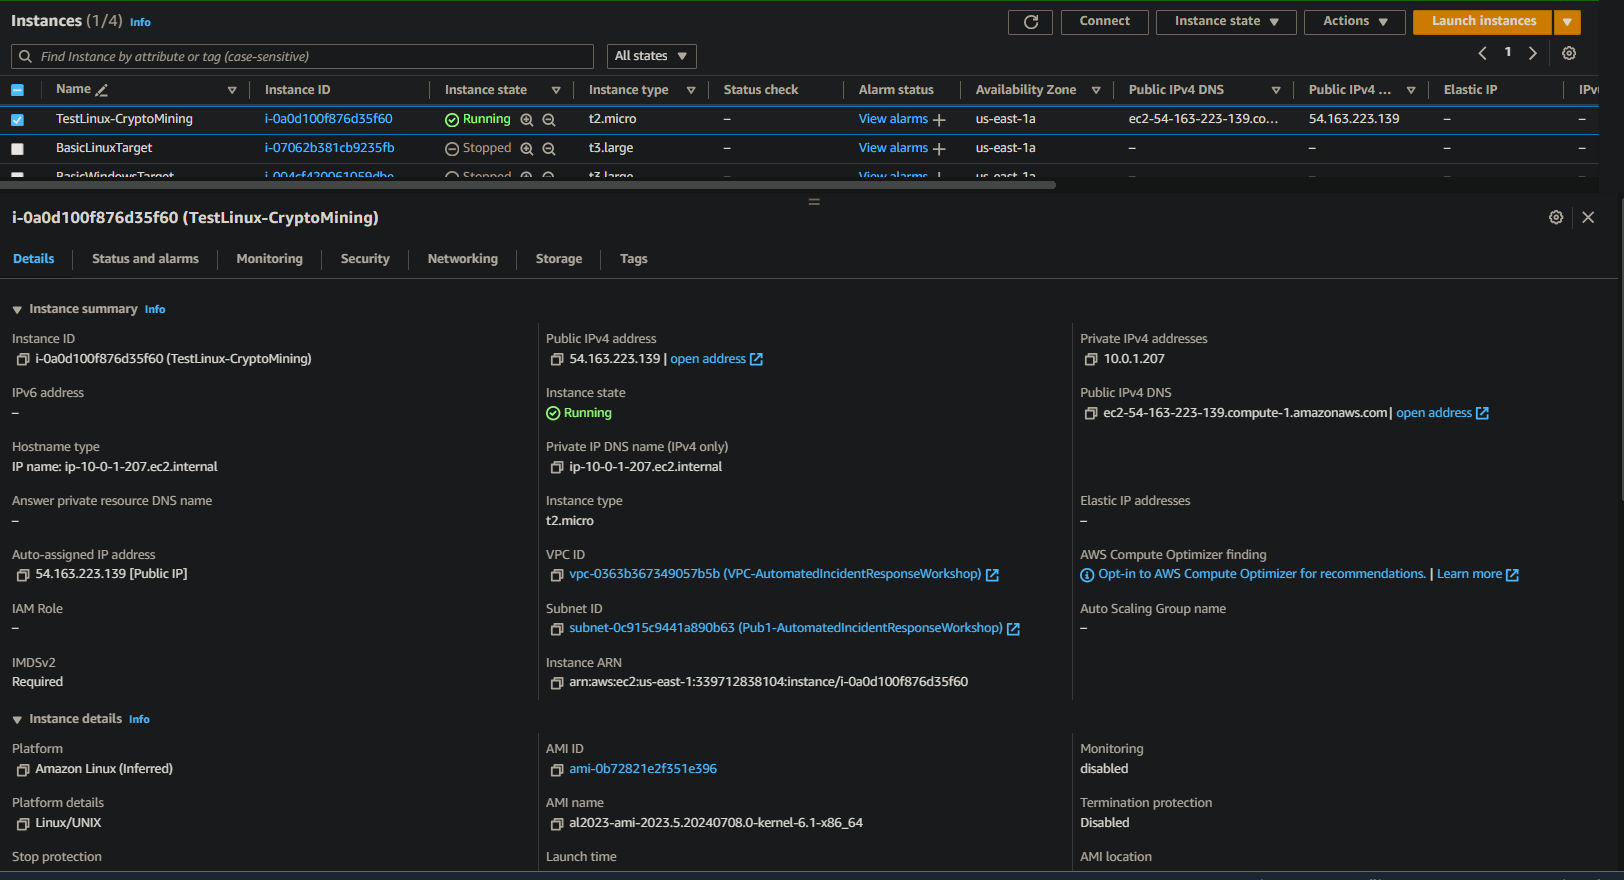 Instances (1/4) Info
Connect Instance state Actions Launch instances
Find Instance by attribute or tag (case-sensitive) All states 1
Name Instance ID Instance state Instance type Status check Alarm status Availability Zone Public IPv4 DNS Public IPv4 ... Elastic IP
TestLinux-CryptoMining i-0a0d100f876d35f60 Running t2.micro – View alarms + us-east-1a ec2-54-163-223-139.co... 54.163.223.139 – –
BasicLinuxTarget i-07062b381cb9235fb Stopped t3.large – View alarms + us-east-1a – – – –
BasicWindowsTarget i-004cf420061059dbe Stopped t3.large View alarms us-east-1a
i-0a0d100f876d35f60 (TestLinux-CryptoMining)
Details Status and alarms Monitoring Security Networking Storage Tags
Instance summary Info
Instance ID Public IPv4 address Private IPv4 addresses
i-0a0d100f876d35f60 (TestLinux-CryptoMining) 54.163.223.139 | open address 10.0.1.207
IPv6 address Instance state Public IPv4 DNS
– Running ec2-54-163-223-139.compute-1.amazonaws.com | open address
Hostname type Private IP DNS name (IPv4 only)
IP name: ip-10-0-1-207.ec2.internal ip-10-0-1-207.ec2.internal
Answer private resource DNS name Instance type Elastic IP addresses
– t2.micro –
Auto-assigned IP address VPC ID AWS Compute Optimizer finding
54.163.223.139 [Public IP] vpc-0363b367349057b5b (VPC-AutomatedIncidentResponseWorkshop) Opt-in to AWS Compute Optimizer for recommendations. | Learn more
IAM Role Subnet ID Auto Scaling Group name
– subnet-0c915c9441a890b63 (Pub1-AutomatedIncidentResponseWorkshop) –
IMDSv2 Instance ARN
Required arn:aws:ec2:us-east-1:339712838104:instance/i-0a0d100f876d35f60
Instance details Info
Platform AMI ID Monitoring
Amazon Linux (Inferred) ami-0b72821e2f351e396 disabled
Platform details AMI name Termination protection
Linux/UNIX al2023-ami-2023.5.20240708.0-kernel-6.1-x86_64 Disabled
Stop protection Launch time AMI location